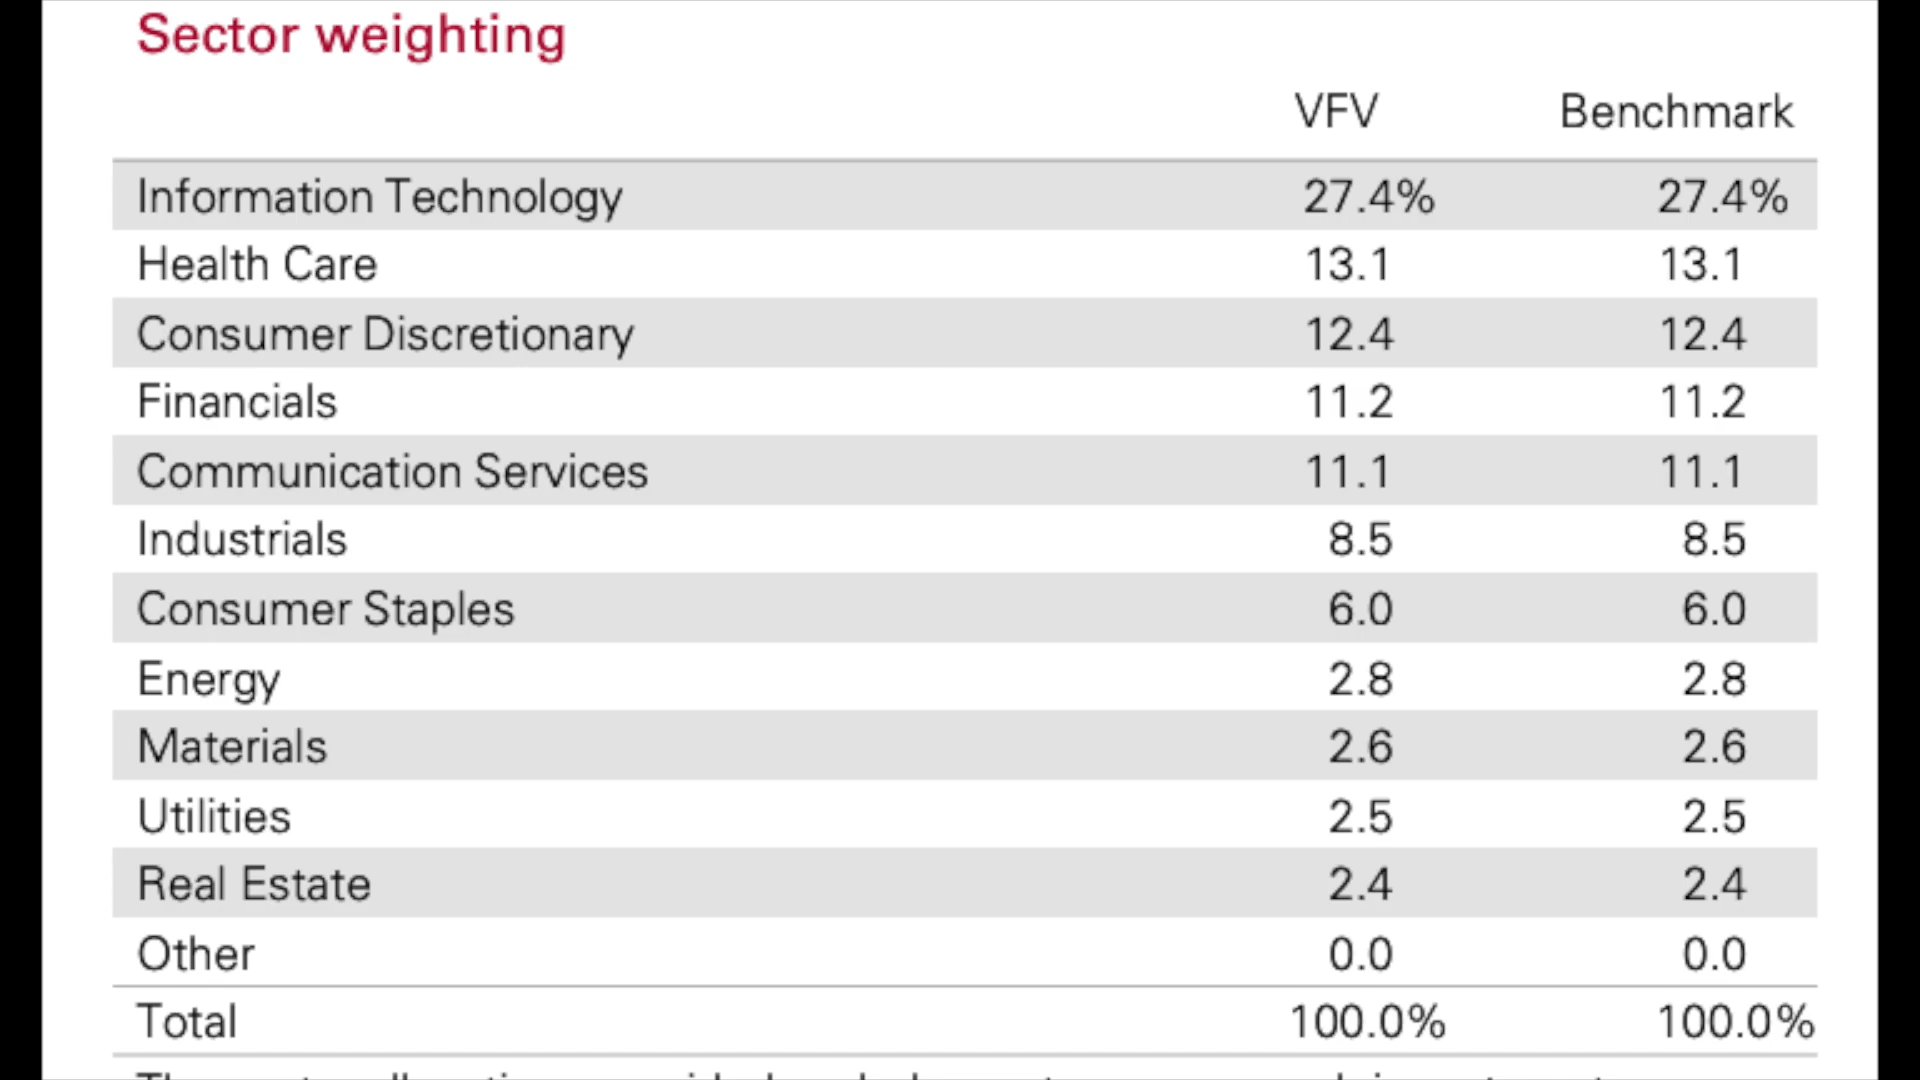 Sector weighting
VFV Benchmark
Information Technology 27.4% 27.4%
Health Care 13.1 13.1
Consumer Discretionary 12.4 12.4
Financials 11.2 11.2
Communication Services 11.1 11.1
Industrials 8.5 8.5
Consumer Staples 6.0 6.0
Energy 2.8 2.8
Materials 2.6 2.6
Utilities 2.5 2.5
Real Estate 2.4 2.4
Other 0.0 0.0
Total 100.0% 100.0%